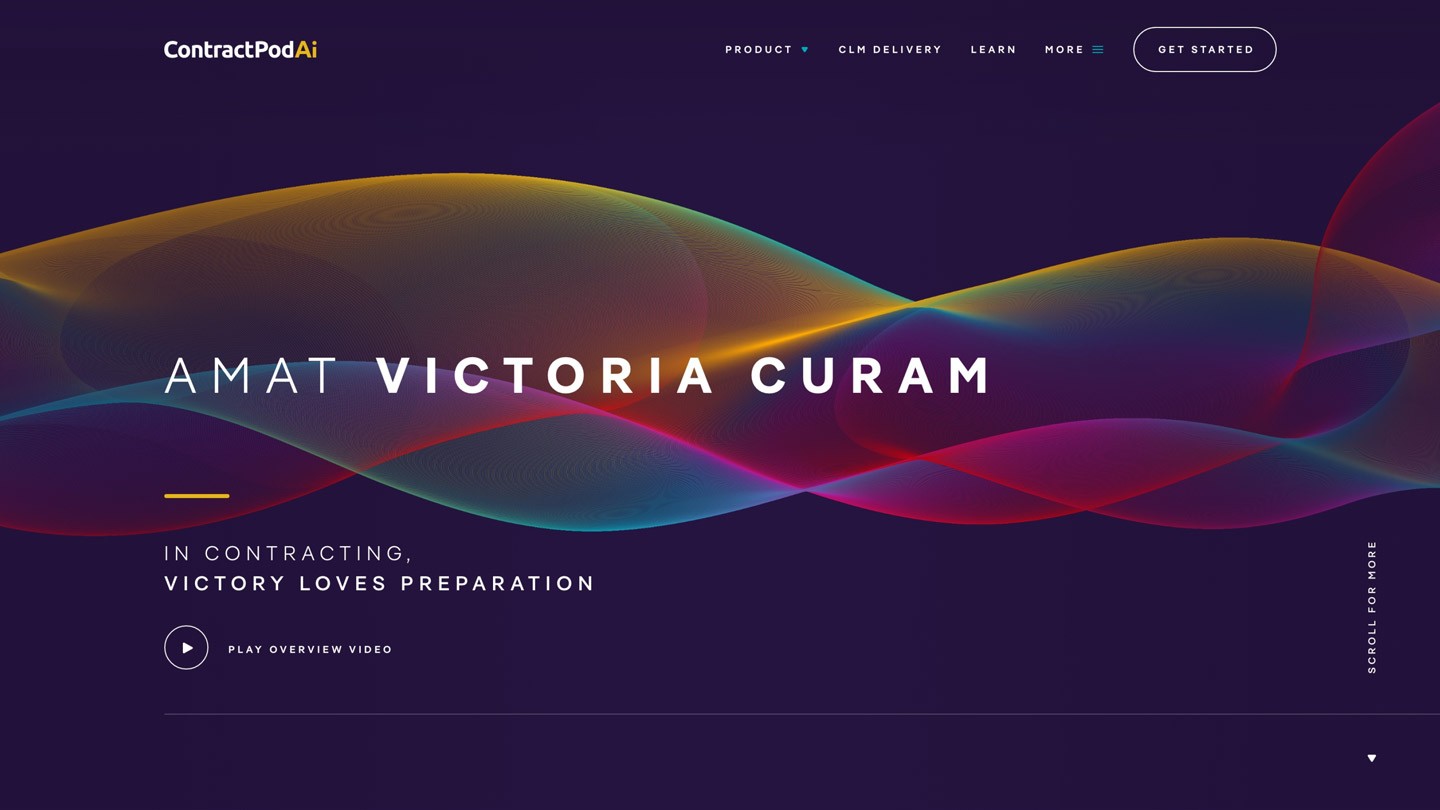 ContractPodAi
PRODUCT
CLM DELIVERY
LEARN
MORE
GET STARTED
AMAT VICTORIA CURAM
IN CONTRACTING,
VICTORY LOVES PREPARATION
PLAY OVERVIEW VIDEO
SCROLL FOR MORE